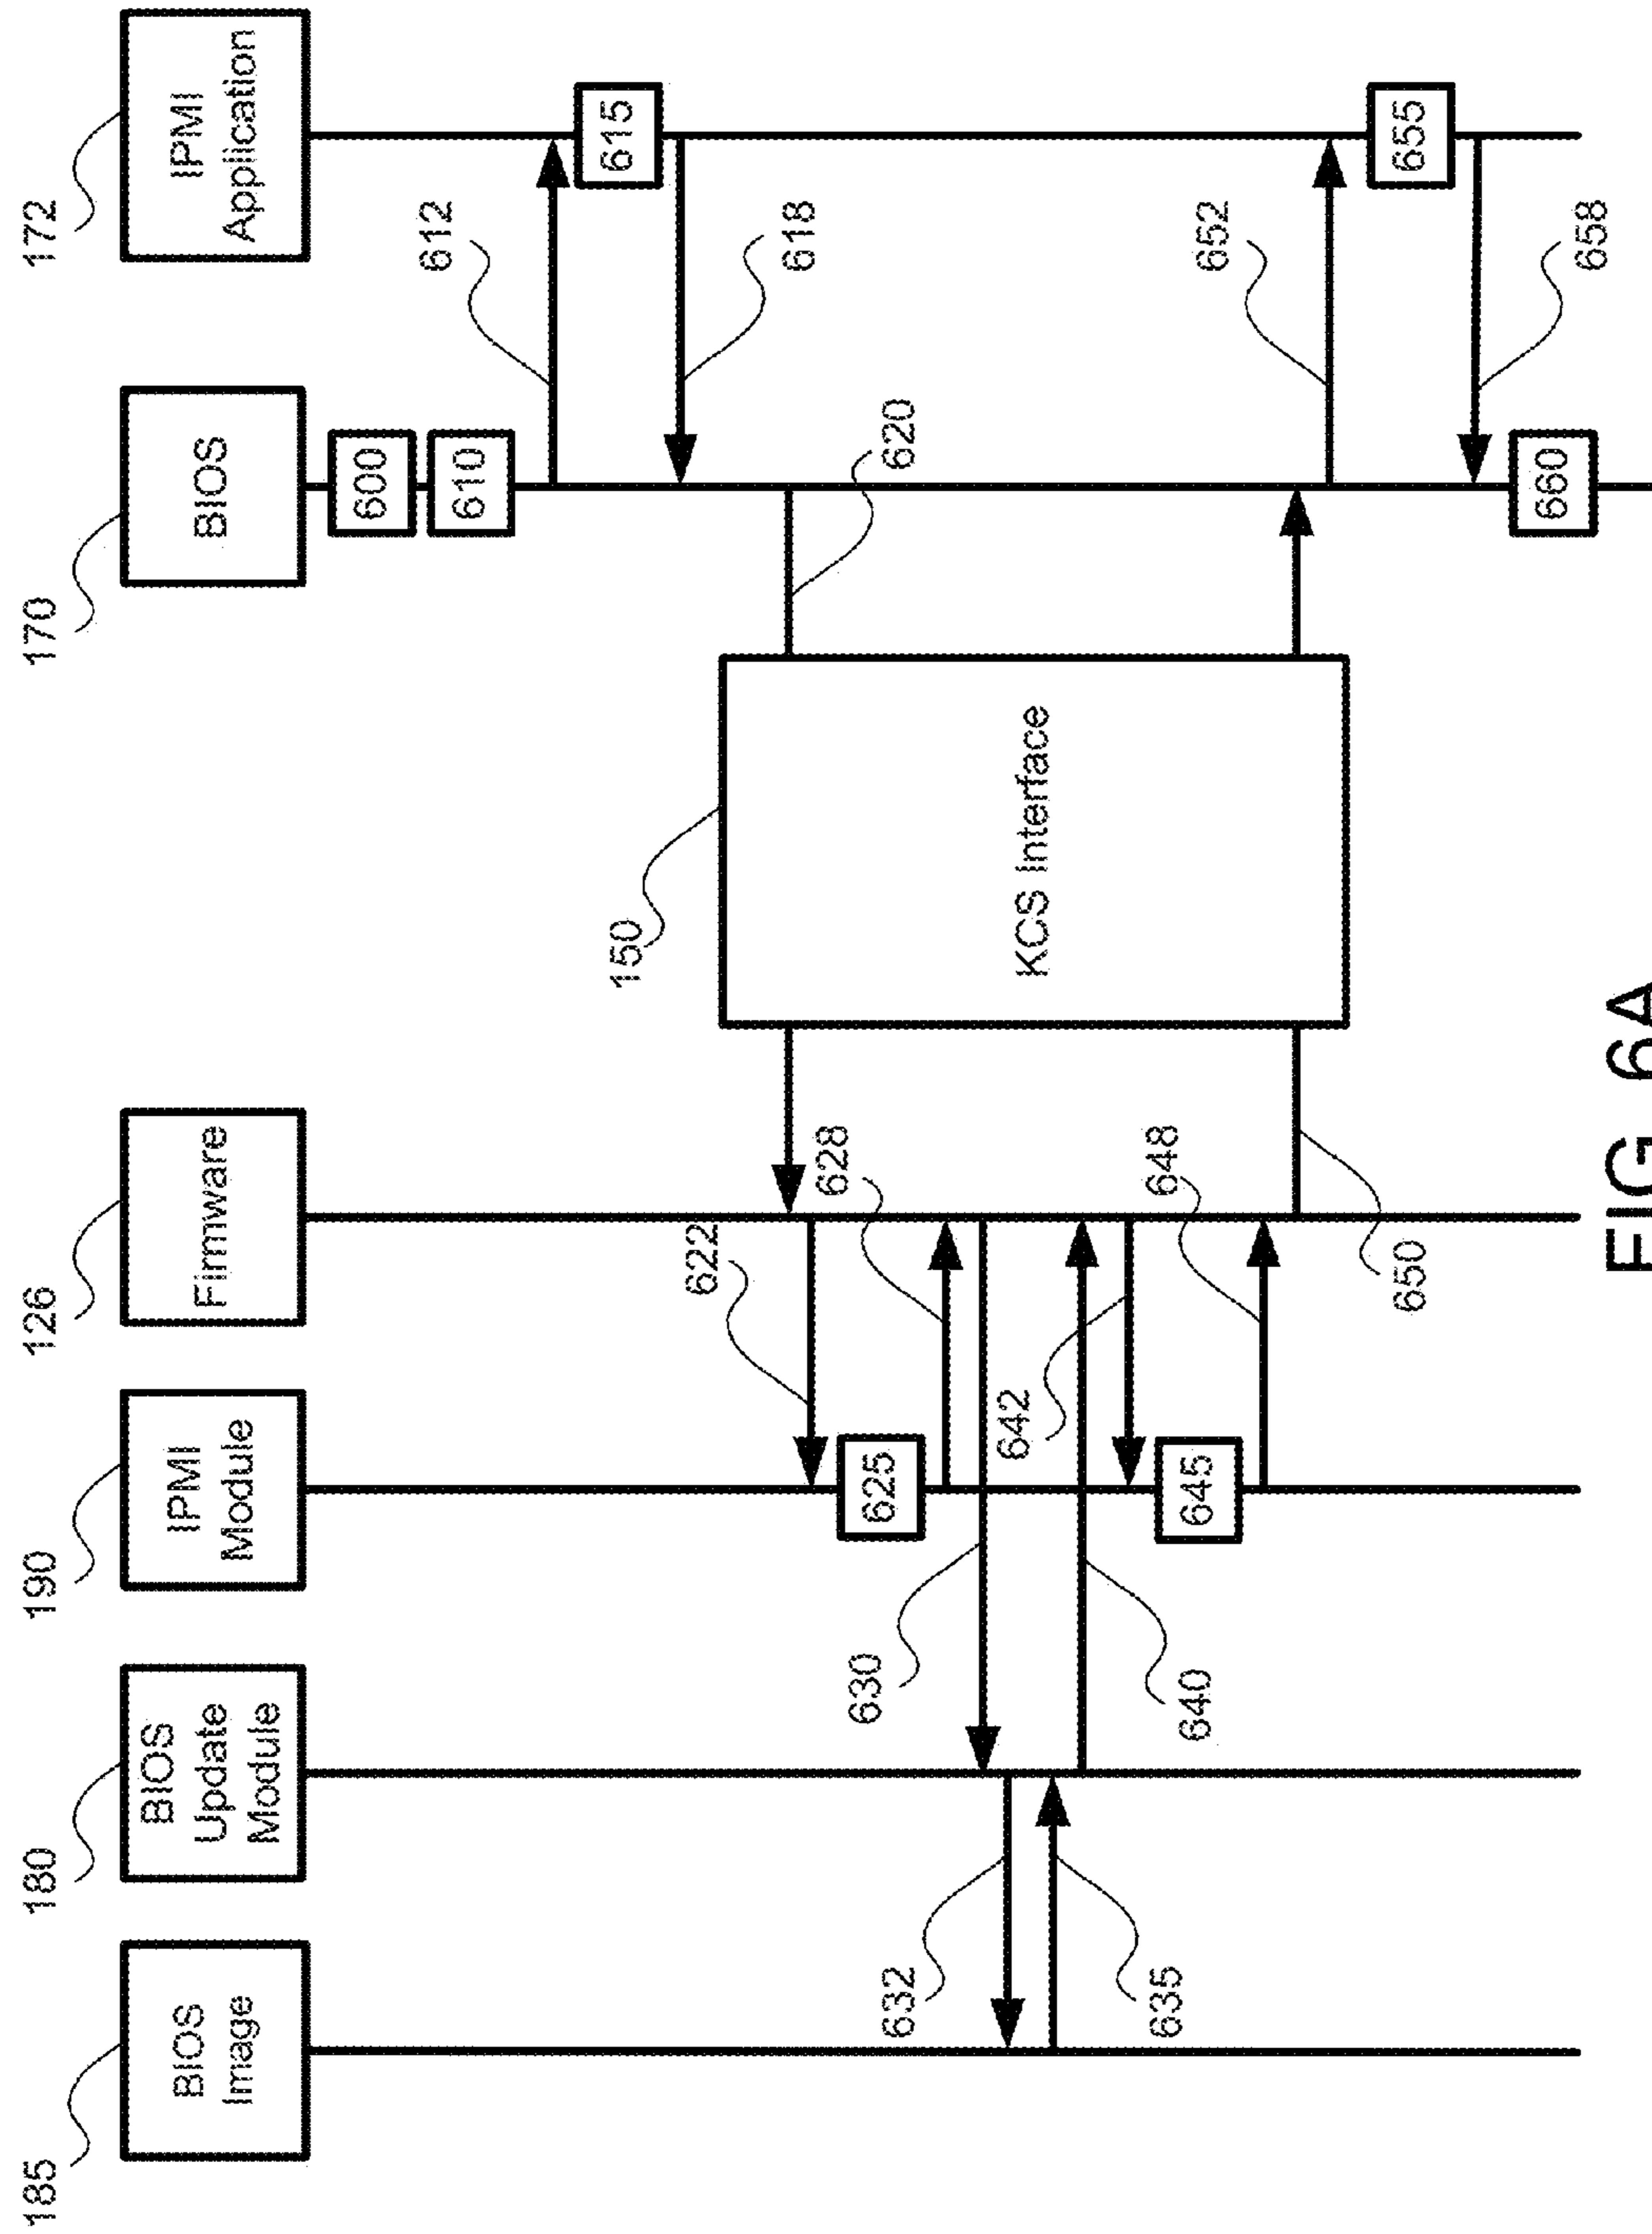 185
180
190
126
170
172
BIOS
Image
BIOS
Update
Module
IPMI
Module
Firmware
BIOS
IPMI
Application
600
612
610
615
150
622
618
628
630
625
632
620
642
KCS Interface
648
635
640
645
652
650
655
660
658
FIG. 6A